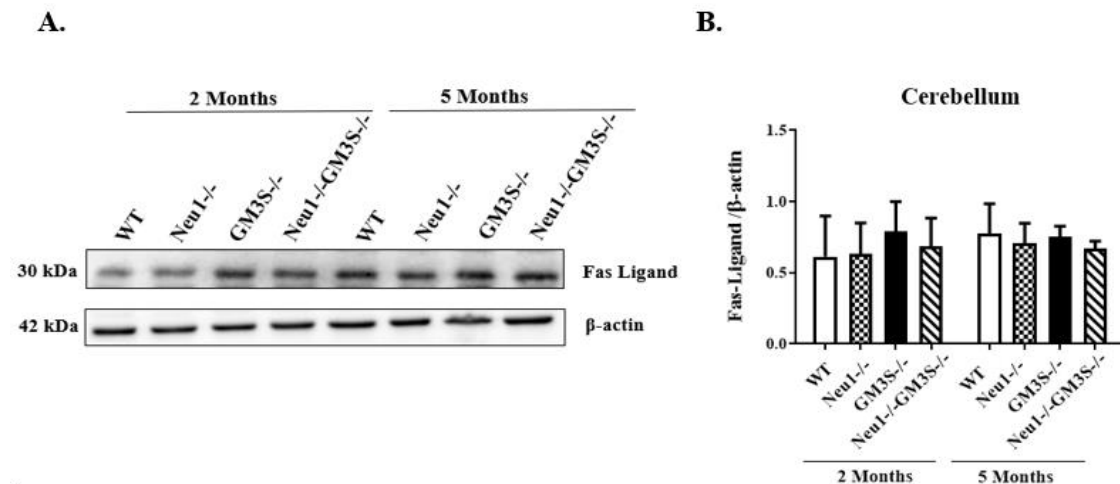 A.
2 Months
5 Months
WT
Neu1-/-
GM3S-/-
Neu1-/-GM3S-/-
WT
Neu1-/-
GM3S-/-
Neu1-/-GM3S-/-
30 kDa
Fas Ligand
42 kDa
β-actin
B.
Cerebellum
Fas-Ligand /β-actin
1.5
1.0
0.5
0.0
WT
Neu1-/-
GM3S-/-
Neu1-/-GM3S-/-
WT
Neu1-/-
GM3S-/-
Neu1-/-GM3S-/-
2 Months
5 Months